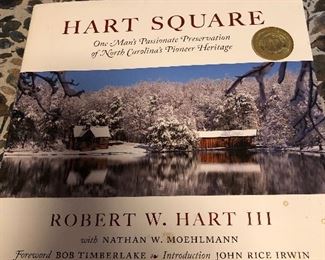 HART SQUARE
One Man's Passionate Preservation
of North Carolina's Pioneer Heritage
ROBERT W. HART III
with NATHAN W. MOEHLMANN
Foreword BOB TIMBERLAKE Introduction JOHN RICE IRWIN